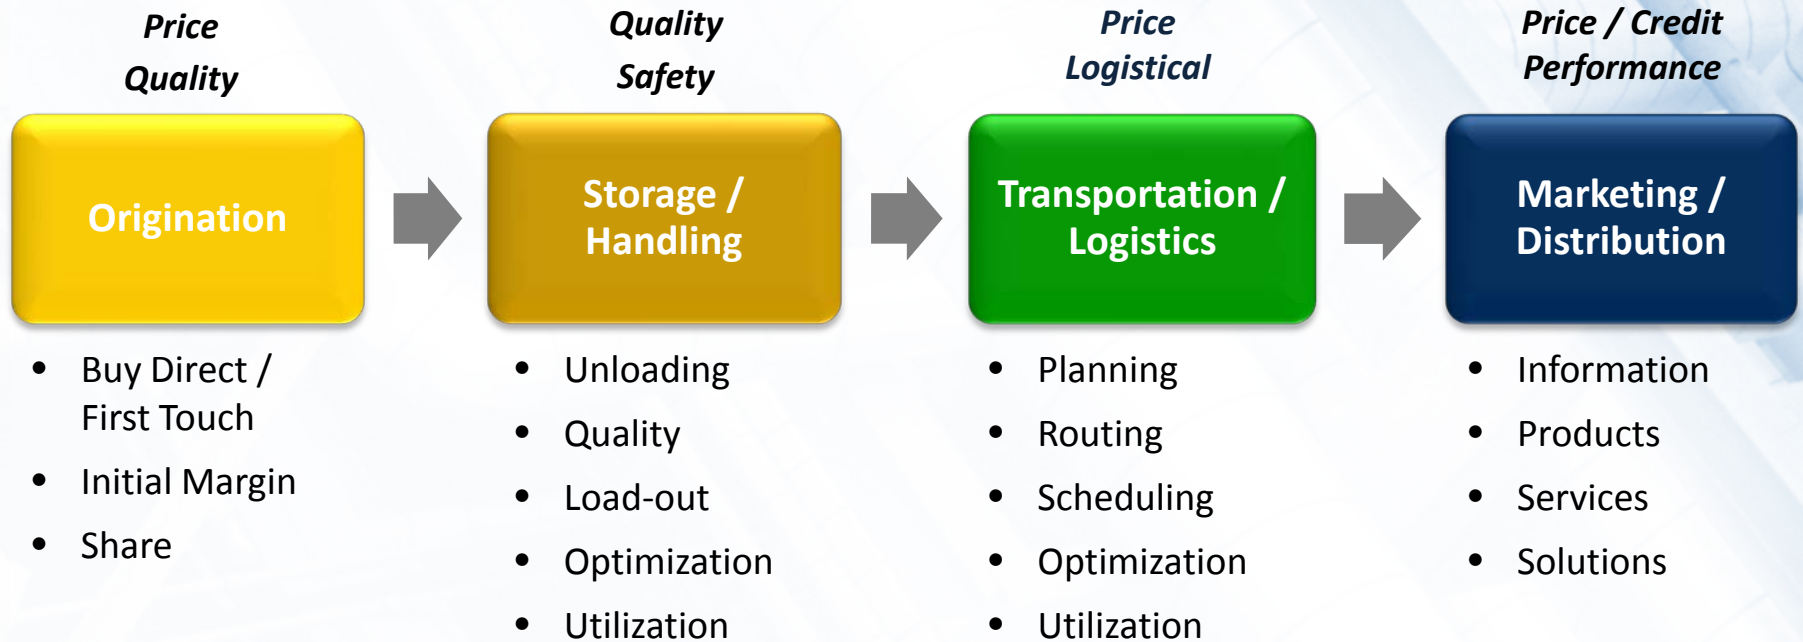 Price
Quality
Quality
Safety
Price
Logistical
Price / Credit
Performance
Origination
Storage /
Handling
Transportation /
Logistics
Marketing /
Distribution
• Buy Direct /
First Touch
• Initial Margin
• Share
• Unloading
• Quality
• Load-out
• Optimization
• Utilization
• Planning
• Routing
• Scheduling
• Optimization
• Utilization
• Information
• Products
• Services
• Solutions